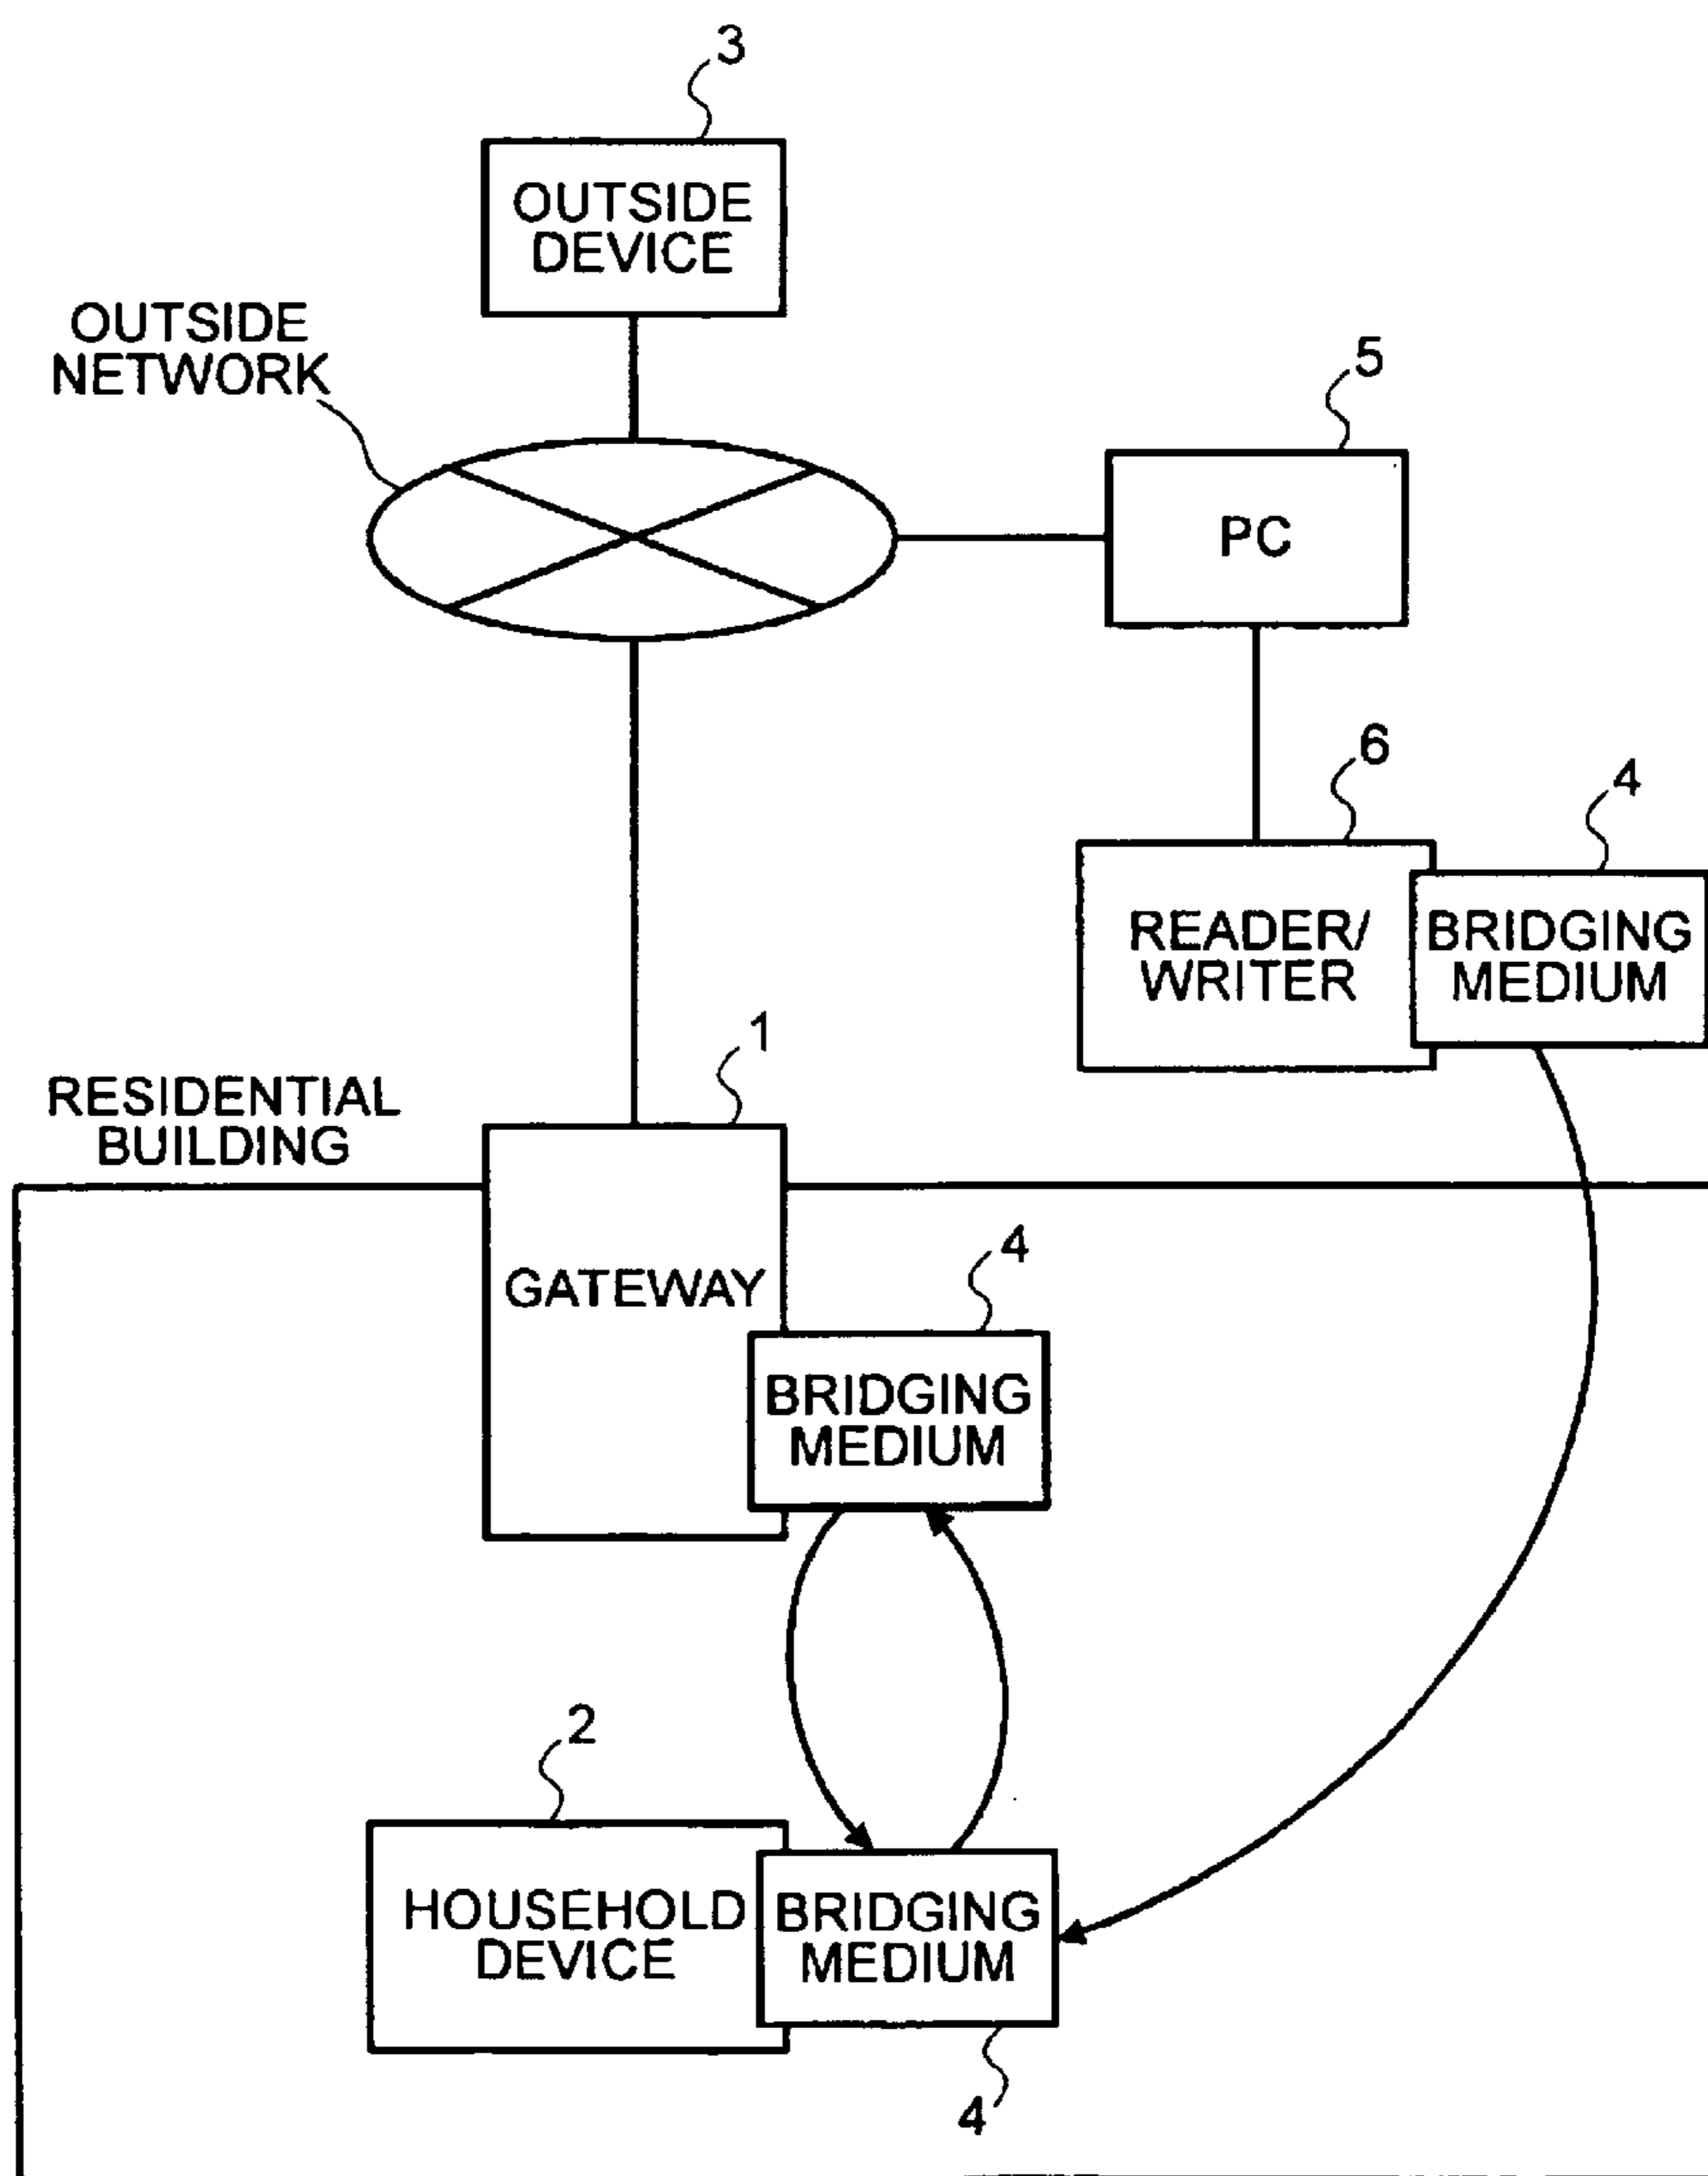 3
OUTSIDE
DEVICE
OUTSIDE
NETWORK
5
PC
6
4
READER/
WRITER
BRIDGING
MEDIUM
1
RESIDENTIAL
BUILDING
GATEWAY
4
BRIDGING
MEDIUM
2
HOUSEHOLD
DEVICE
BRIDGING
MEDIUM
4